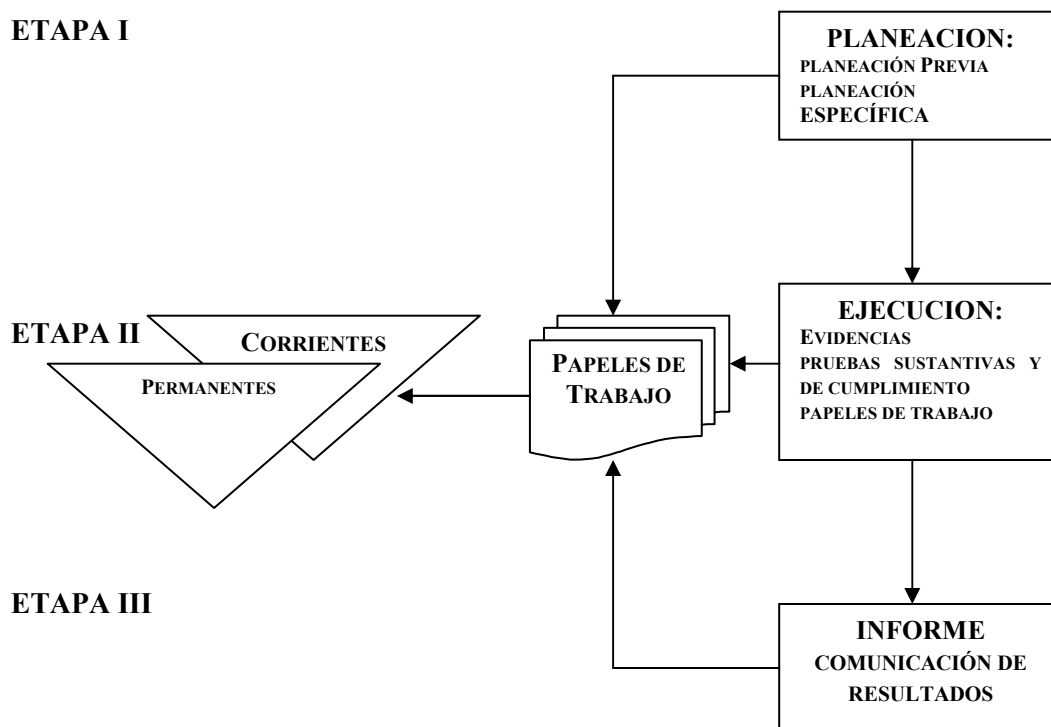 ETAPA I
PLANEACION:
PLANEACIÓN PREVIA
PLANEACIÓN
ESPECÍFICA
ETAPA II
CORRIENTES
PERMANENTES
PAPELES DE
TRABAJO
EJECUCION:
EVIDENCIAS
PRUEBAS SUSTANTIVAS Y
DE CUMPLIMIENTO
PAPELES DE TRABAJO
ETAPA III
INFORME
COMUNICACIÓN DE
RESULTADOS